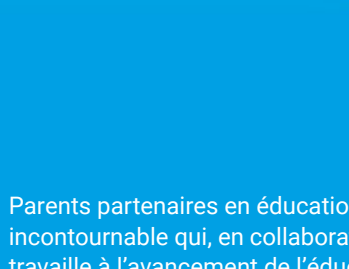 Parents partenaires en éducatio
incontournable qui, en collabora
travaille à l'avancement de l'édu